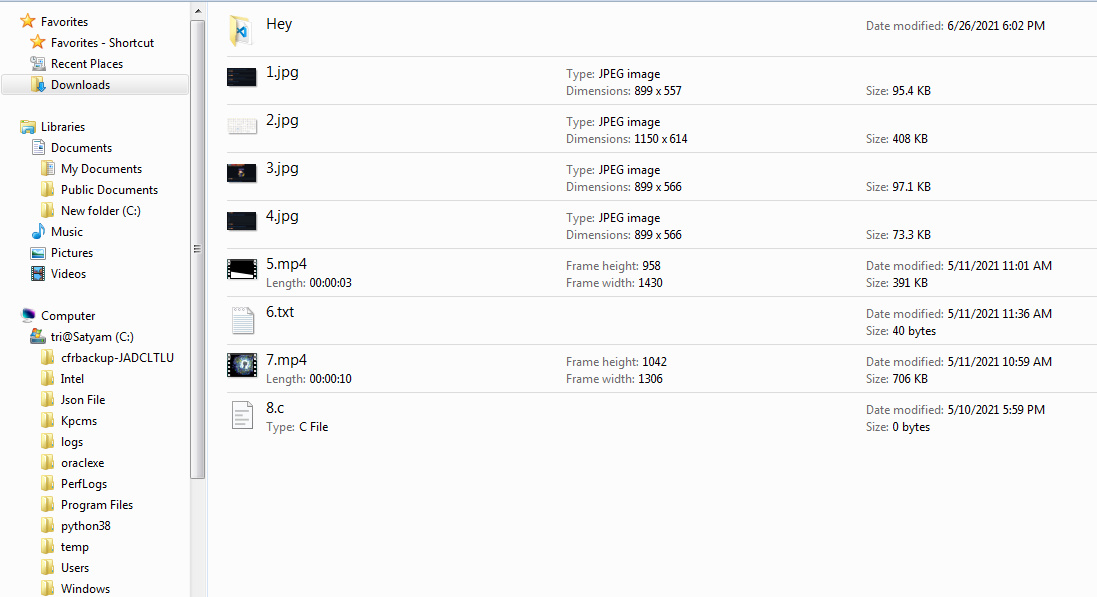 Favorites
Favorites - Shortcut
Recent Places
Downloads
Libraries
Documents
My Documents
Public Documents
New folder (C:)
Music
Pictures
Videos
Computer
tri@Satyam (C:)
cfrbackup-JADCLTLU
Intel
Json File
Kpcms
logs
oraclexe
PerfLogs
Program Files
python38
temp
Users
Windows
Hey Date modified: 6/26/2021 6:02 PM
1.jpg Type: JPEG image
Dimensions: 899 x 557 Size: 95.4 KB
2.jpg Type: JPEG image
Dimensions: 1150 x 614 Size: 408 KB
3.jpg Type: JPEG image
Dimensions: 899 x 566 Size: 97.1 KB
4.jpg Type: JPEG image
Dimensions: 899 x 566 Size: 73.3 KB
5.mp4 Frame height: 958 Date modified: 5/11/2021 11:01 AM
Length: 00:00:03 Frame width: 1430 Size: 391 KB
6.txt Date modified: 5/11/2021 11:36 AM
Size: 40 bytes
7.mp4 Frame height: 1042 Date modified: 5/11/2021 10:59 AM
Length: 00:00:10 Frame width: 1306 Size: 706 KB
8.c Date modified: 5/10/2021 5:59 PM
Type: C File Size: 0 bytes